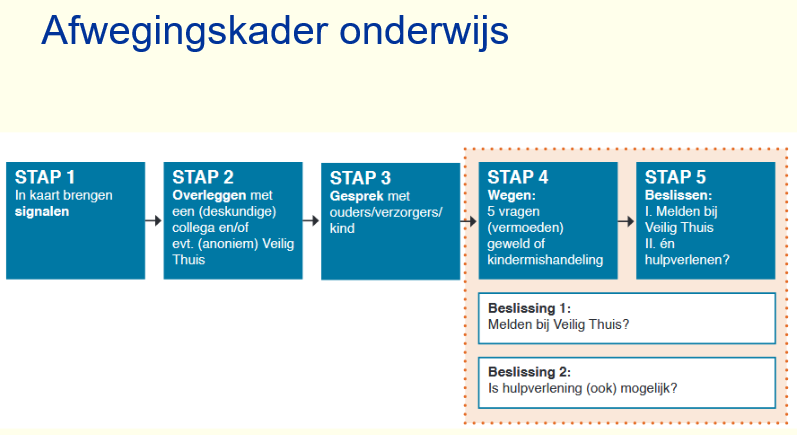 Afwegingskader onderwijs
STAP 1
In kaart brengen
signalen
STAP 2
Overleggen met
een (deskundige)
collega en/of
evt. (anoniem) Veilig
Thuis
STAP 3
Gesprek met
ouders/verzorgers/
kind
STAP 4
Wegen:
5 vragen
(vermoeden)
geweld of
kindermishandeling
STAP 5
Beslissen:
I. Melden bij
Veilig Thuis
II. én
hulpverlenen?
Beslissing 1:
Melden bij Veilig Thuis?
Beslissing 2:
Is hulpverlening (ook) mogelijk?